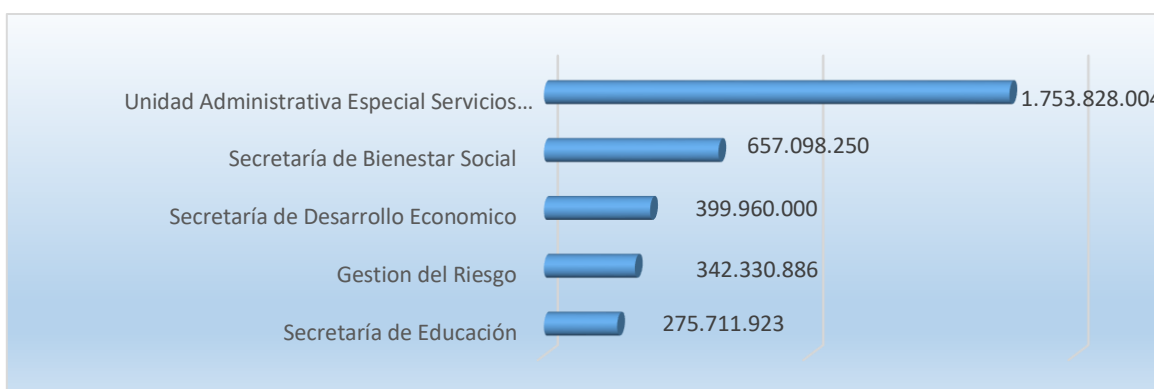 Unidad Administrativa Especial Servicios... 1.753.828.004
Secretaría de Bienestar Social 657.098.250
Secretaría de Desarrollo Economico 399.960.000
Gestion del Riesgo 342.330.886
Secretaría de Educación 275.711.923